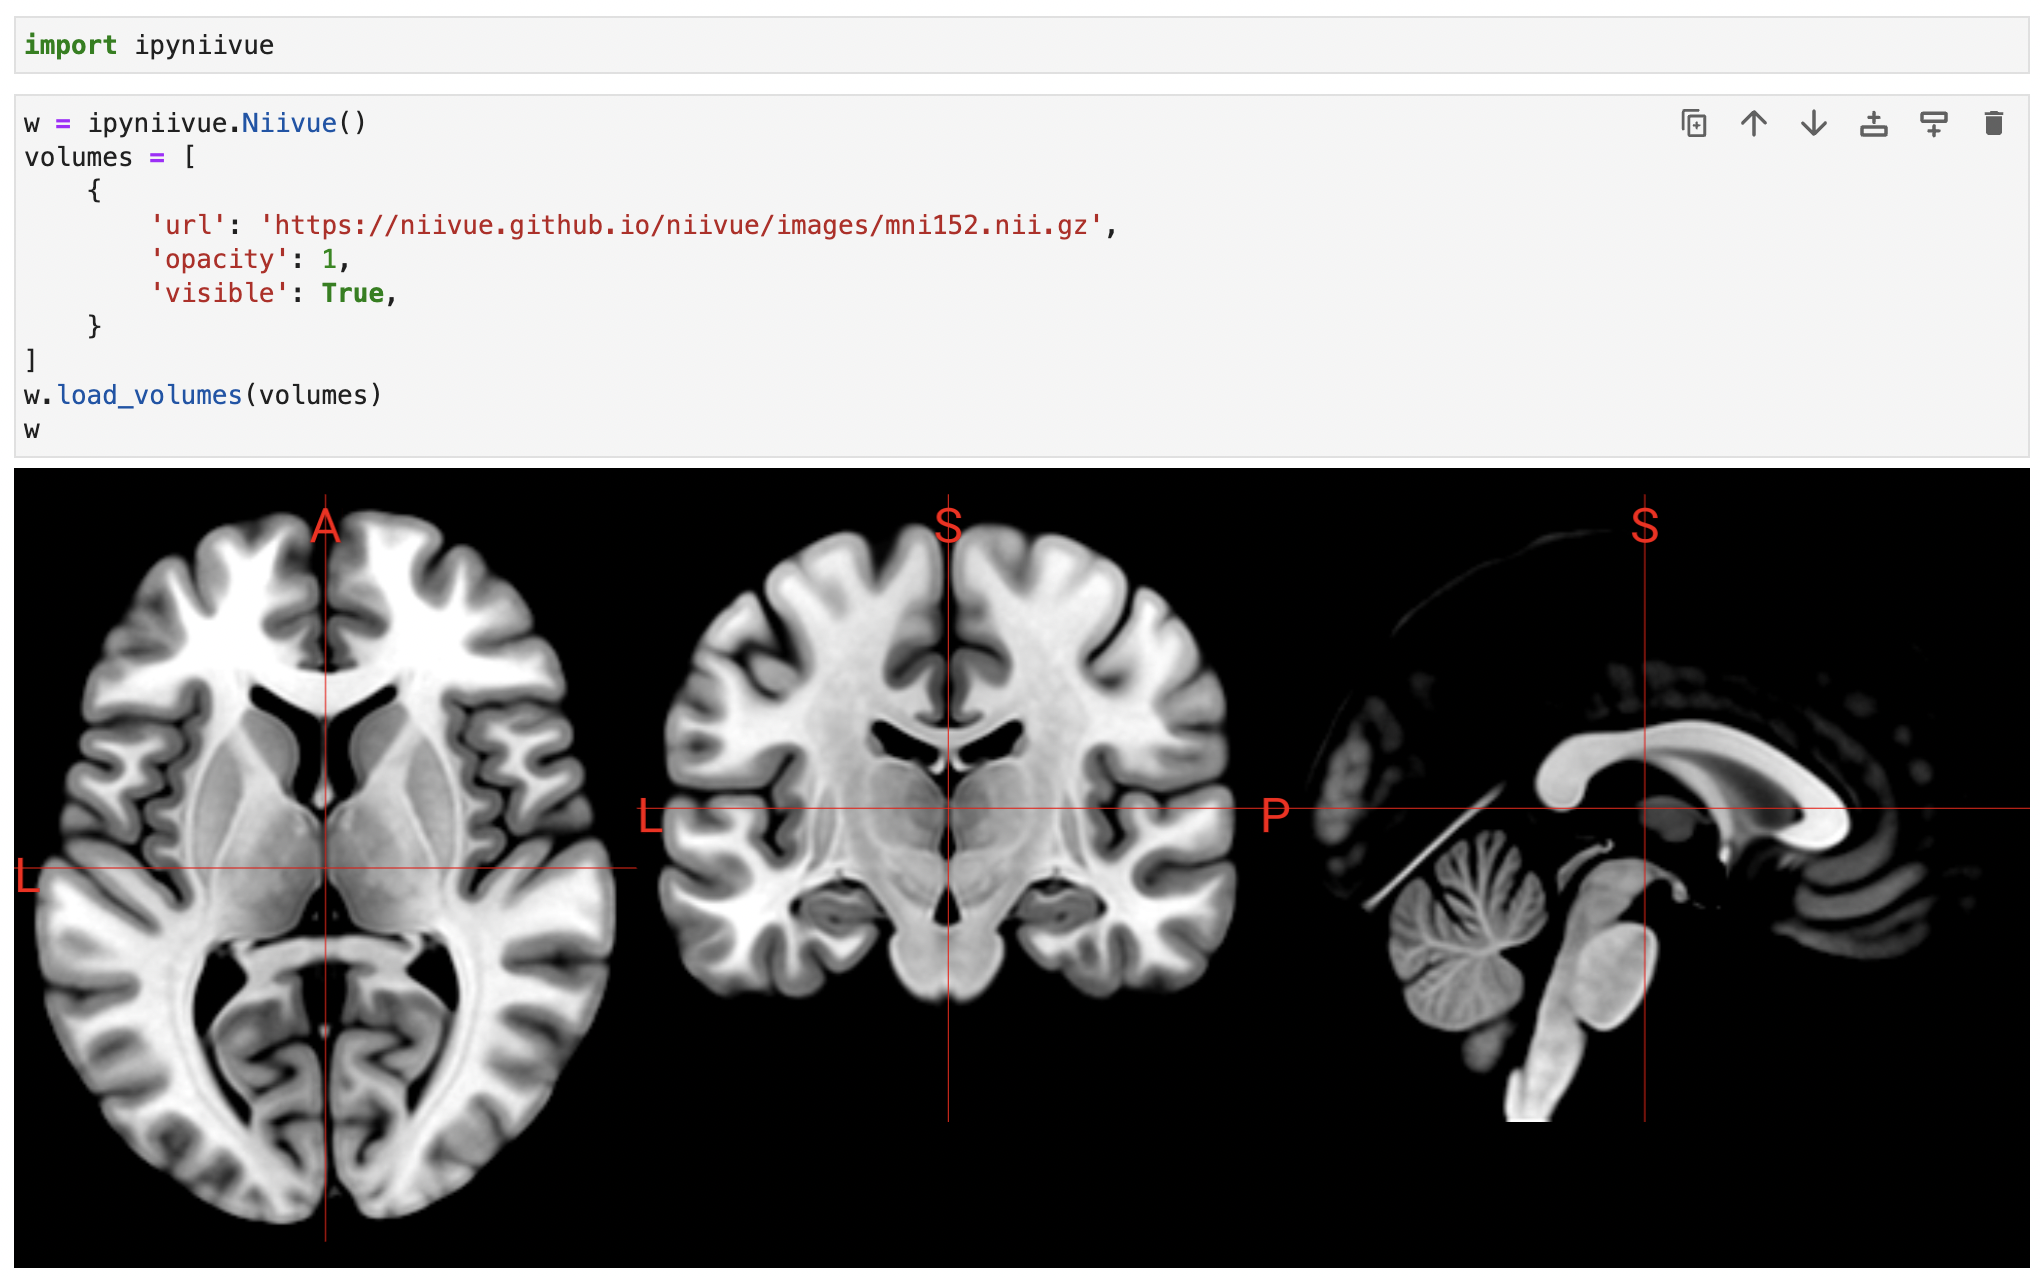 import ipyniivue
w = ipyniivue.Niivue()
volumes = [
    {
        'url': 'https://niivue.github.io/niivue/images/mni152.nii.gz',
        'opacity': 1,
        'visible': True,
    }
]
w.load_volumes(volumes)
w
A
S
S
L
L
P